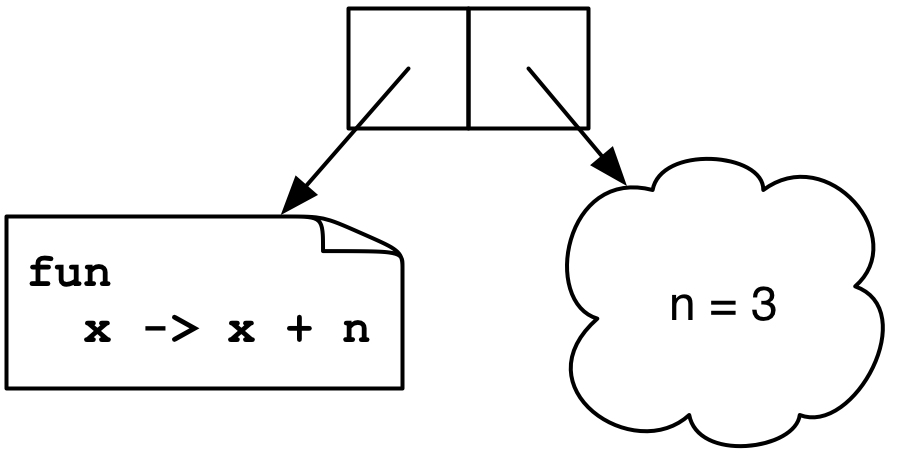 fun
x -> x + n
n = 3